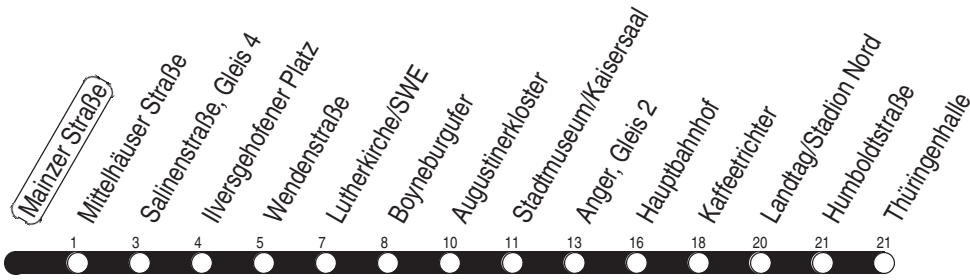 Mainzer Straße
Mittelhäuser Straße
Salinenstraße, Gleis 4
Ilversgehofener Platz
Wendenstraße
Lutherkirche/SWE
Boyneburgufer
Augustinerkloster
Stadtmuseum/Kaisersaal
Anger, Gleis 2
Hauptbahnhof
Kaffeetrichter
Landtag/Stadion Nord
Humboldtstraße
Thüringenhalle
1 3 4 5 7 8 10 11 13 16 18 20 21 21